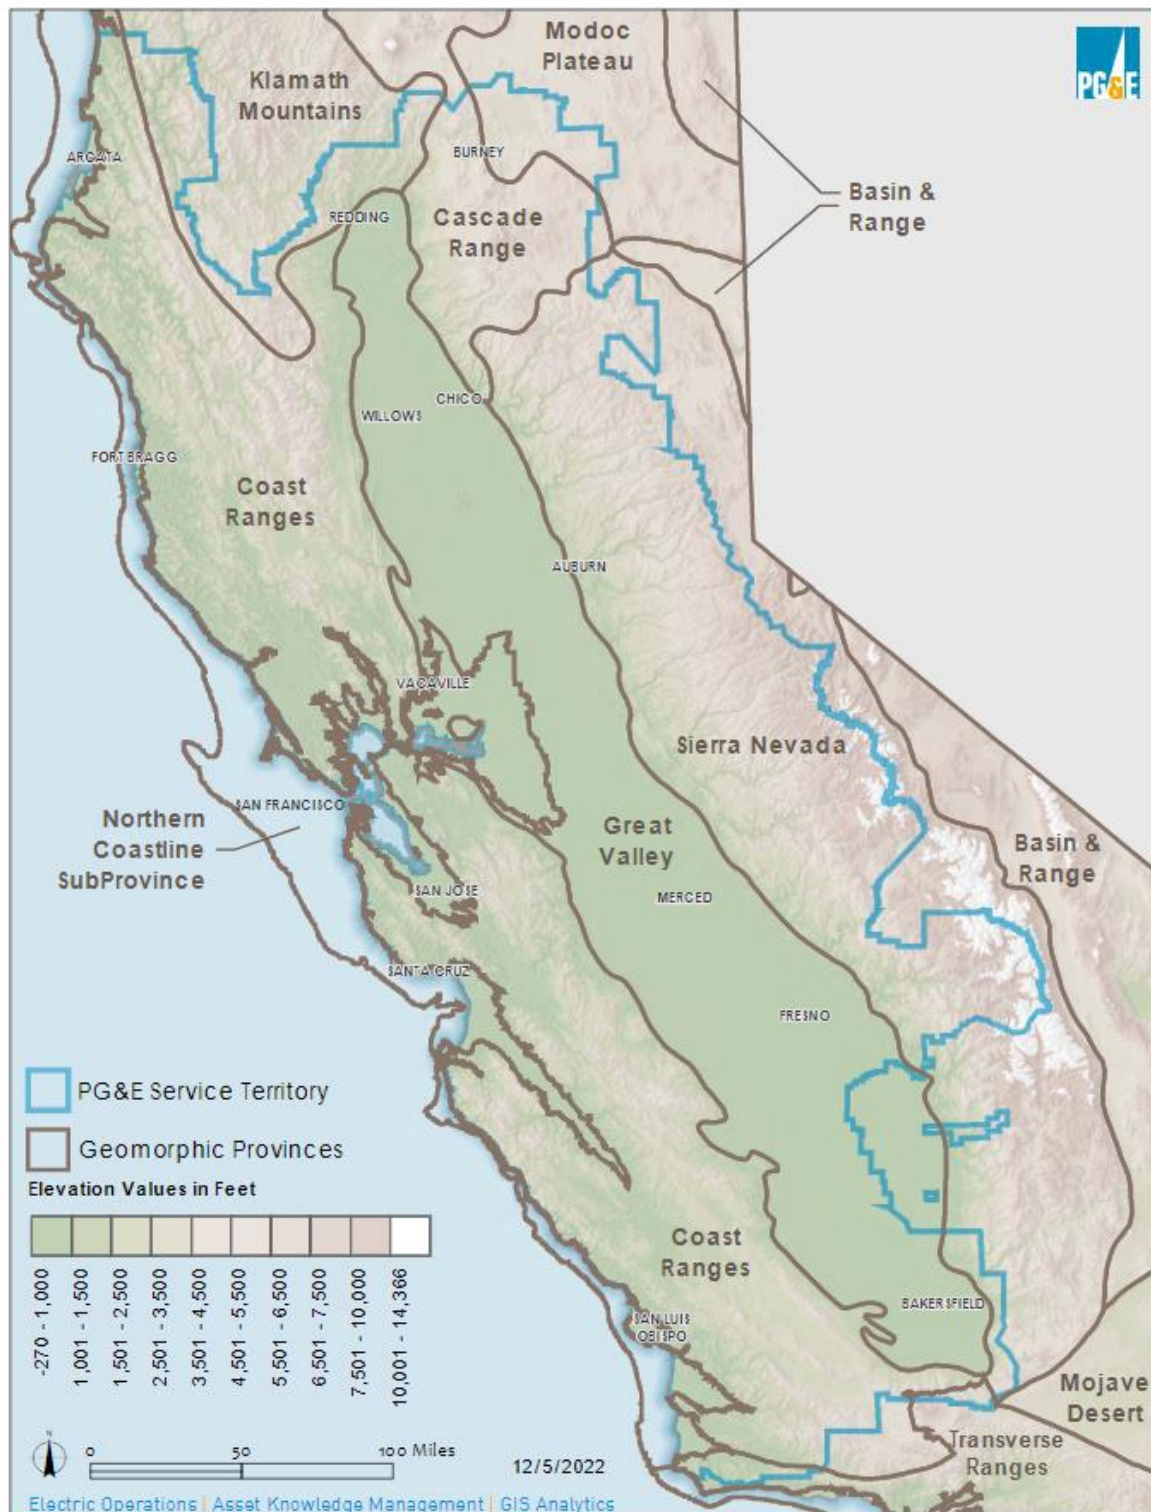 Modoc
Plateau
PG&E
Klamath
Mountains
ARCATA
BURNEY
Basin &
Range
REDDING
Cascade
Range
CHICO
WILLOWS
FORT BRAGG
Coast
Ranges
AUBURN
VACAVILLE
Sierra Nevada
SAN FRANCISCO
Northern
Coastline
SubProvince
Great
Valley
Basin &
Range
SAN JOSE
MERCED
SANTA CRUZ
FRESNO
PG&E Service Territory
Geomorphic Provinces
Elevation Values in Feet
-270 - 1,000
1,001 - 1,500
1,501 - 2,500
2,501 - 3,500
3,501 - 4,500
4,501 - 5,500
5,501 - 6,500
6,501 - 7,500
7,501 - 10,000
10,001 - 14,366
Coast
Ranges
BAKERSFIELD
SAN LUIS
OBISPO
Mojave
Desert
Transverse
Ranges
N
0 50 100 Miles
12/5/2022
Electric Operations | Asset Knowledge Management | GIS Analytics